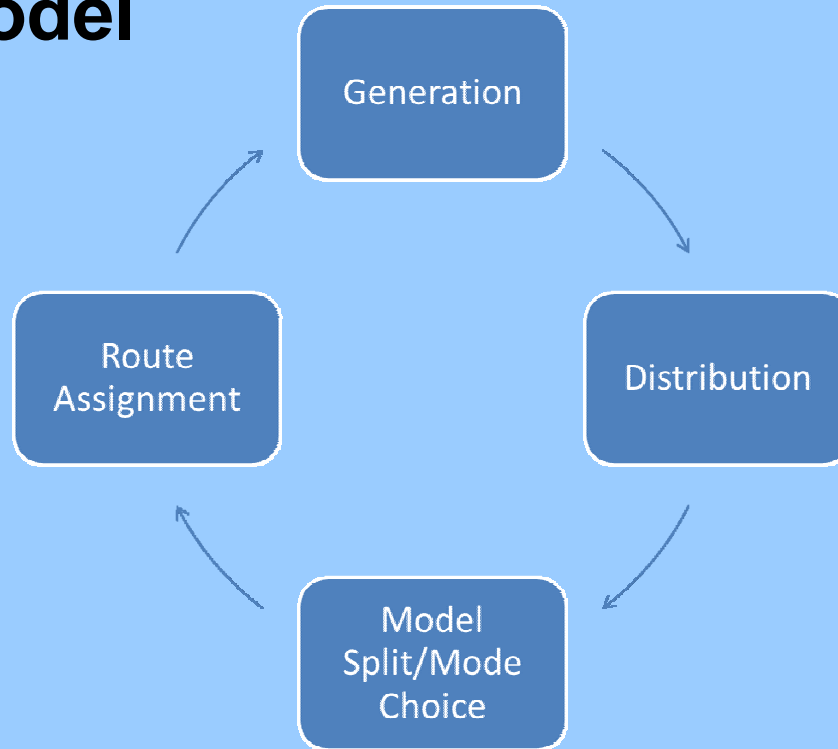 odel
Generation
Distribution
Model
Split/Mode
Choice
Route
Assignment